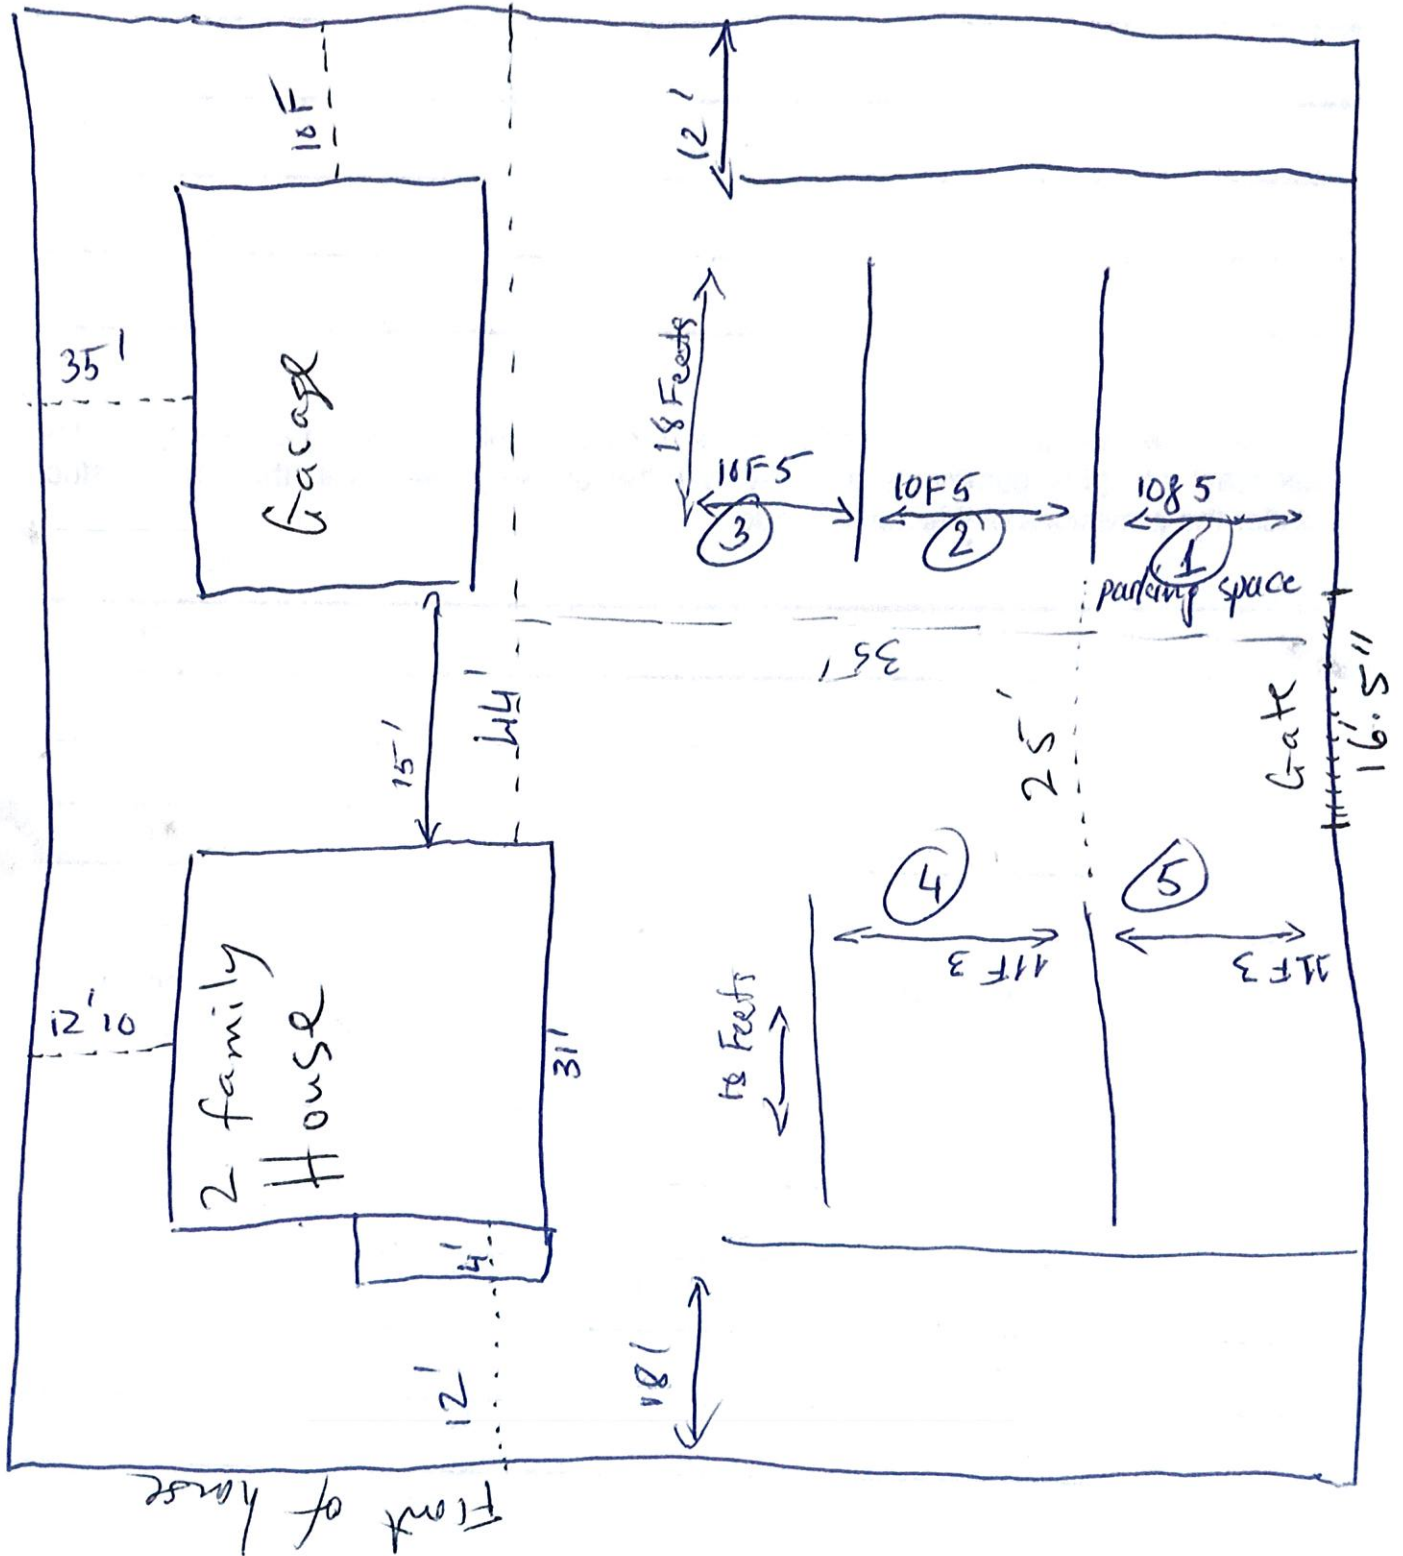 10F
12'
35'
Garage
18 Feets
10F5
3
10F5
2
10F5
1
parking space
35'
15'
44'
25'
Gate
16'.5"
4
11F3
5
11F3
12'10
2 family
House
31'
18 Feets
4'
12'
18'
Front of house